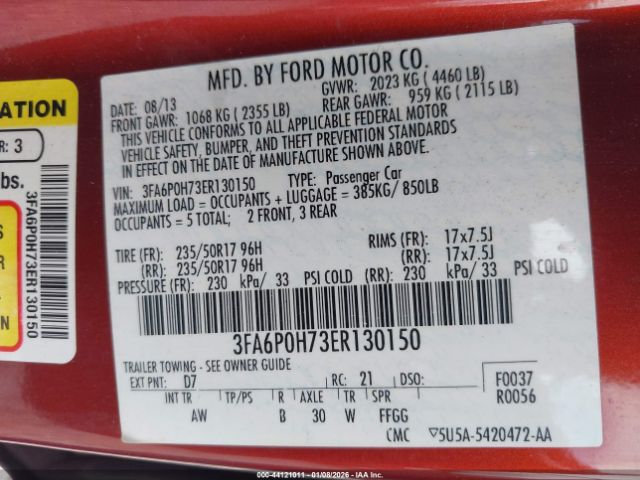 MFD. BY FORD MOTOR CO.
DATE: 08/13
GVWR: 2023 KG ( 4460 LB)
FRONT GAWR: 1068 KG ( 2355 LB)
REAR GAWR: 959 KG ( 2115 LB)
THIS VEHICLE CONFORMS TO ALL APPLICABLE FEDERAL MOTOR
VEHICLE SAFETY, BUMPER, AND THEFT PREVENTION STANDARDS
IN EFFECT ON THE DATE OF MANUFACTURE SHOWN ABOVE.
VIN: 3FA6P0H73ER130150 TYPE: Passenger Car
MAXIMUM LOAD = OCCUPANTS + LUGGAGE = 385KG/ 850LB
OCCUPANTS = 5 TOTAL; 2 FRONT, 3 REAR
TIRE (FR): 235/50R17 96H RIMS (FR): 17x7.5J
(RR): 235/50R17 96H (RR): 17x7.5J
PRESSURE (FR): 230 kPa/ 33 PSI COLD (RR): 230 kPa/ 33 PSI COLD
3FA6P0H73ER130150
TRAILER TOWING - SEE OWNER GUIDE
EXT PNT: D7 RC: 21 DSO: F0037
INT TR TP/PS R AXLE TR SPR R0056
AW B 30 W FFGG
CMC 5U5A-5420472-AA
ATION
R: 3
bs.
S
R
ON
3FA6P0H73ER130150
000-44121011 - 01/08/2026 - IAAI.COM